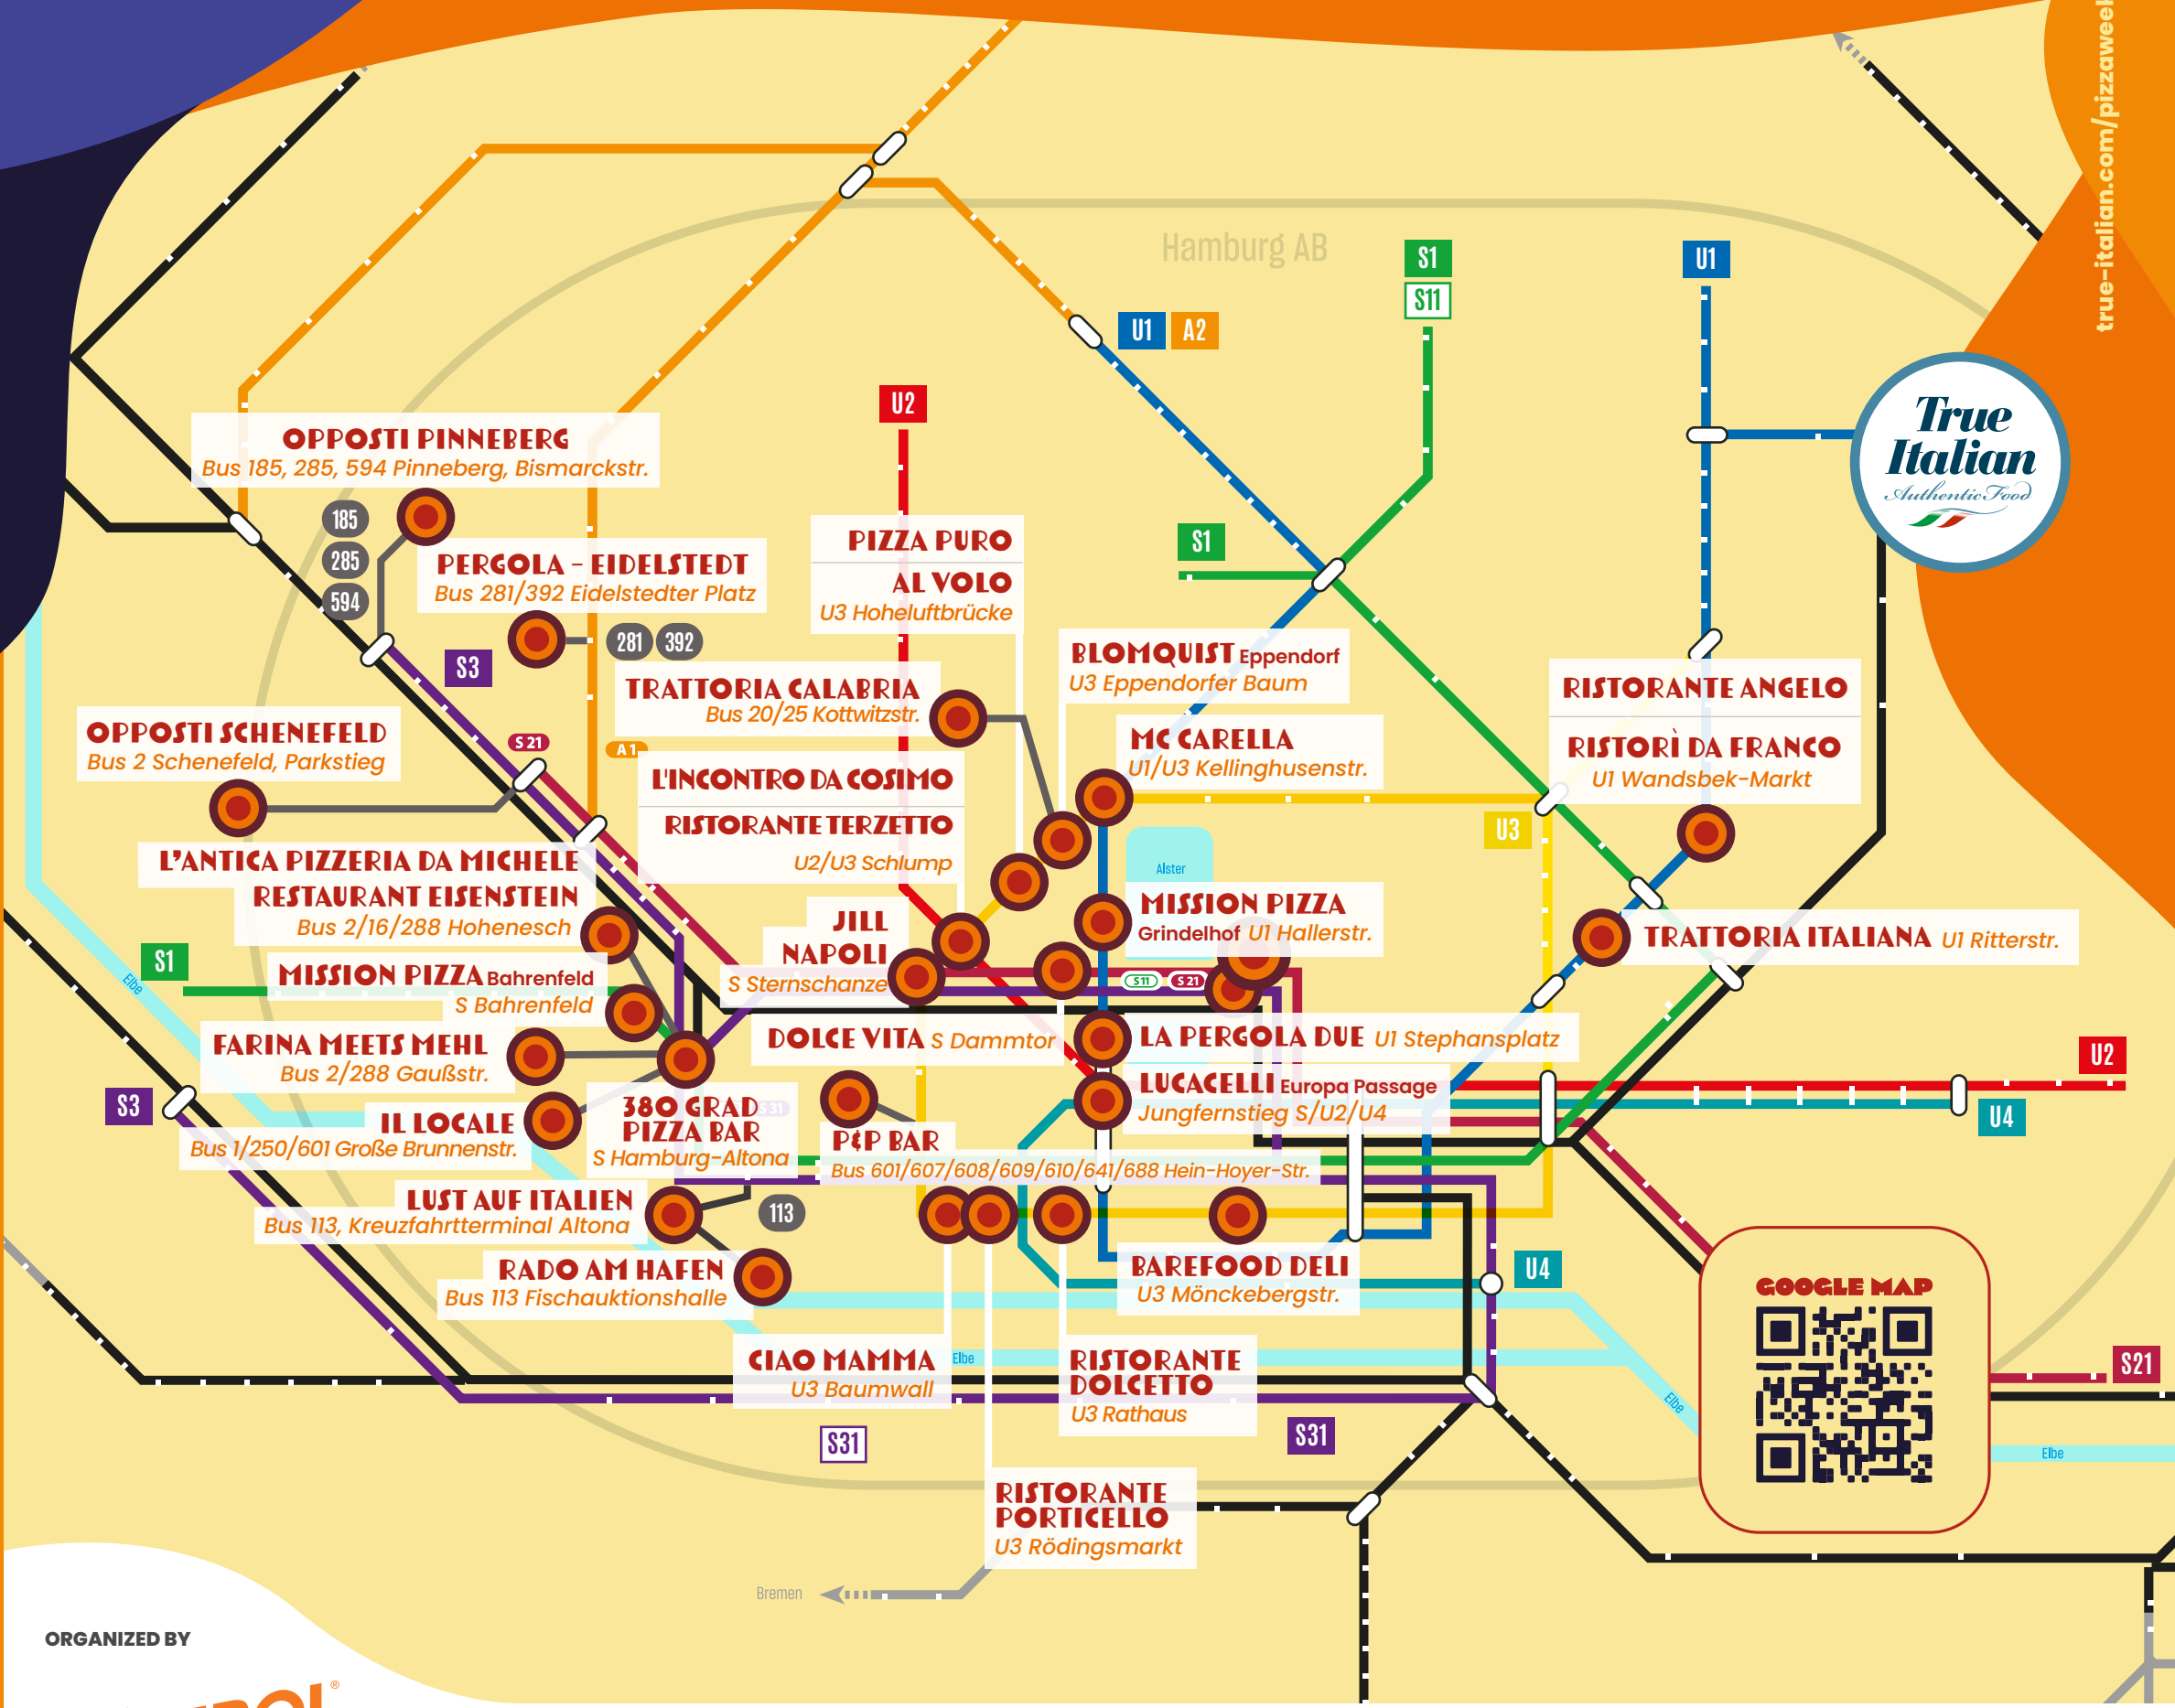 true-italian.com/pizzaweek
Hamburg AB
S1
S11
U1
U1 A2
True
Italian
Authentic Food
U2
OPPOSTI PINNEBERG
Bus 185, 285, 594 Pinneberg, Bismarckstr.
185
285
594
PERGOLA - EIDELSTEDT
Bus 281/392 Eidelstedter Platz
281 392
PIZZA PURO
AL VOLO
U3 Hoheluftbrücke
S1
S3
BLOMQUIST Eppendorf
U3 Eppendorfer Baum
TRATTORIA CALABRIA
Bus 20/25 Kottwitzstr.
RISTORANTE ANGELO
RISTORÌ DA FRANCO
U1 Wandsbek-Markt
OPPOSTI SCHENEFELD
Bus 2 Schenefeld, Parkstieg
S 21
A 1
MC CARELLA
U1/U3 Kellinghusenstr.
L'INCONTRO DA COSIMO
RISTORANTE TERZETTO
U2/U3 Schlump
U3
Alster
L'ANTICA PIZZERIA DA MICHELE
RESTAURANT EISENSTEIN
Bus 2/16/288 Hohenesch
JILL
NAPOLI
S Sternschanze
MISSION PIZZA
Grindelhof U1 Hallerstr.
TRATTORIA ITALIANA U1 Ritterstr.
S1
Elbe
MISSION PIZZA Bahrenfeld
S Bahrenfeld
S11 S 21
FARINA MEETS MEHL
Bus 2/288 Gaußstr.
DOLCE VITA S Dammtor
LA PERGOLA DUE U1 Stephansplatz
U2
S3
LUCACELLI Europa Passage
Jungfernstieg S/U2/U4
U4
IL LOCALE
Bus 1/250/601 Große Brunnenstr.
380 GRAD
PIZZA BAR
S31
S Hamburg-Altona
P&P BAR
Bus 601/607/608/609/610/641/688 Hein-Hoyer-Str.
LUST AUF ITALIEN
Bus 113, Kreuzfahrtterminal Altona
113
RADO AM HAFEN
Bus 113 Fischauktionshalle
BAREFOOD DELI
U3 Mönckebergstr.
U4
GOOGLE MAP
CIAO MAMMA
U3 Baumwall
Elbe
RISTORANTE
DOLCETTO
U3 Rathaus
Elbe
S21
S31
S31
Elbe
RISTORANTE
PORTICELLO
U3 Rödingsmarkt
Bremen
ORGANIZED BY
®